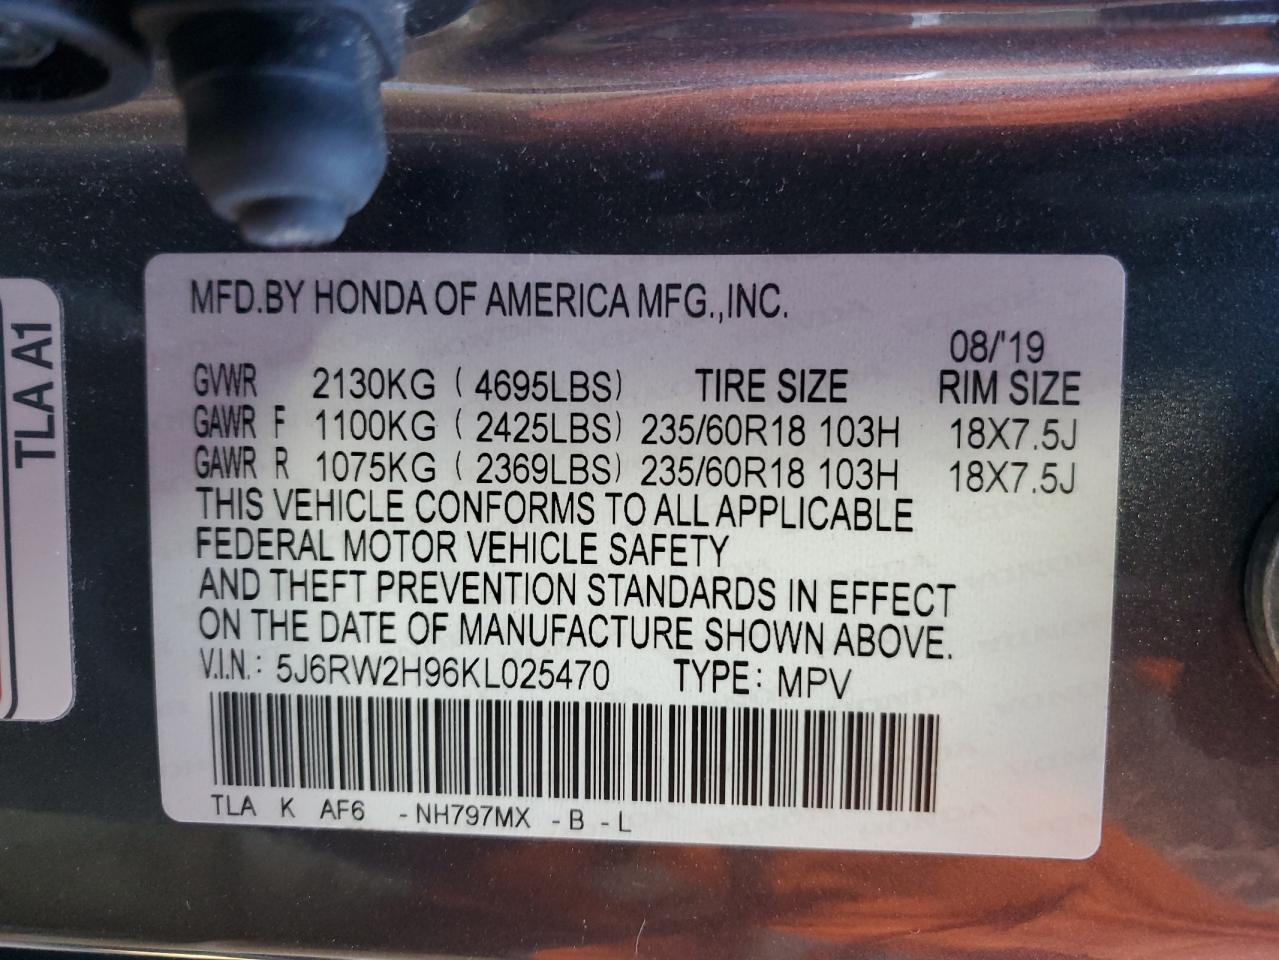 MFD.BY HONDA OF AMERICA MFG.,INC.
08/'19
GVWR 2130KG ( 4695LBS) TIRE SIZE RIM SIZE
GAWR F 1100KG ( 2425LBS) 235/60R18 103H 18X7.5J
GAWR R 1075KG ( 2369LBS) 235/60R18 103H 18X7.5J
THIS VEHICLE CONFORMS TO ALL APPLICABLE
FEDERAL MOTOR VEHICLE SAFETY
AND THEFT PREVENTION STANDARDS IN EFFECT
ON THE DATE OF MANUFACTURE SHOWN ABOVE.
V.I.N.: 5J6RW2H96KL025470 TYPE: MPV
TLA K AF6 -NH797MX -B -L
TLA A1